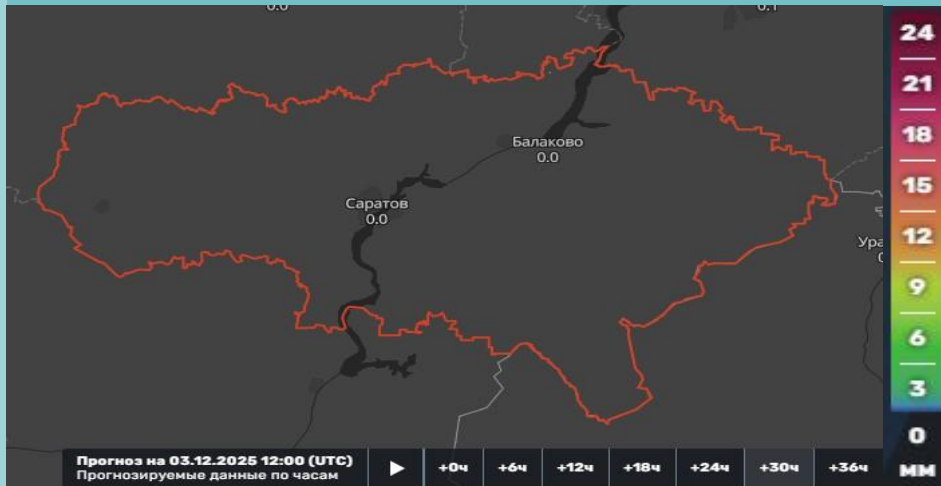 0.0
0.1
Балаково
0.0
Саратов
0.0
Ура
24
21
18
15
12
9
6
3
0
мм
Прогноз на 03.12.2025 12:00 (UTC)
Прогнозируемые данные по часам
+0ч
+6ч
+12ч
+18ч
+24ч
+30ч
+36ч